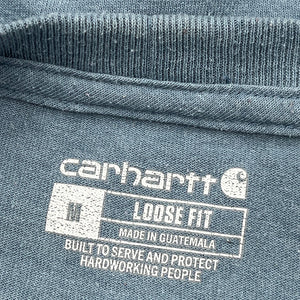 carhartt
M LOOSE FIT
MADE IN GUATEMALA
BUILT TO SERVE AND PROTECT
HARDWORKING PEOPLE